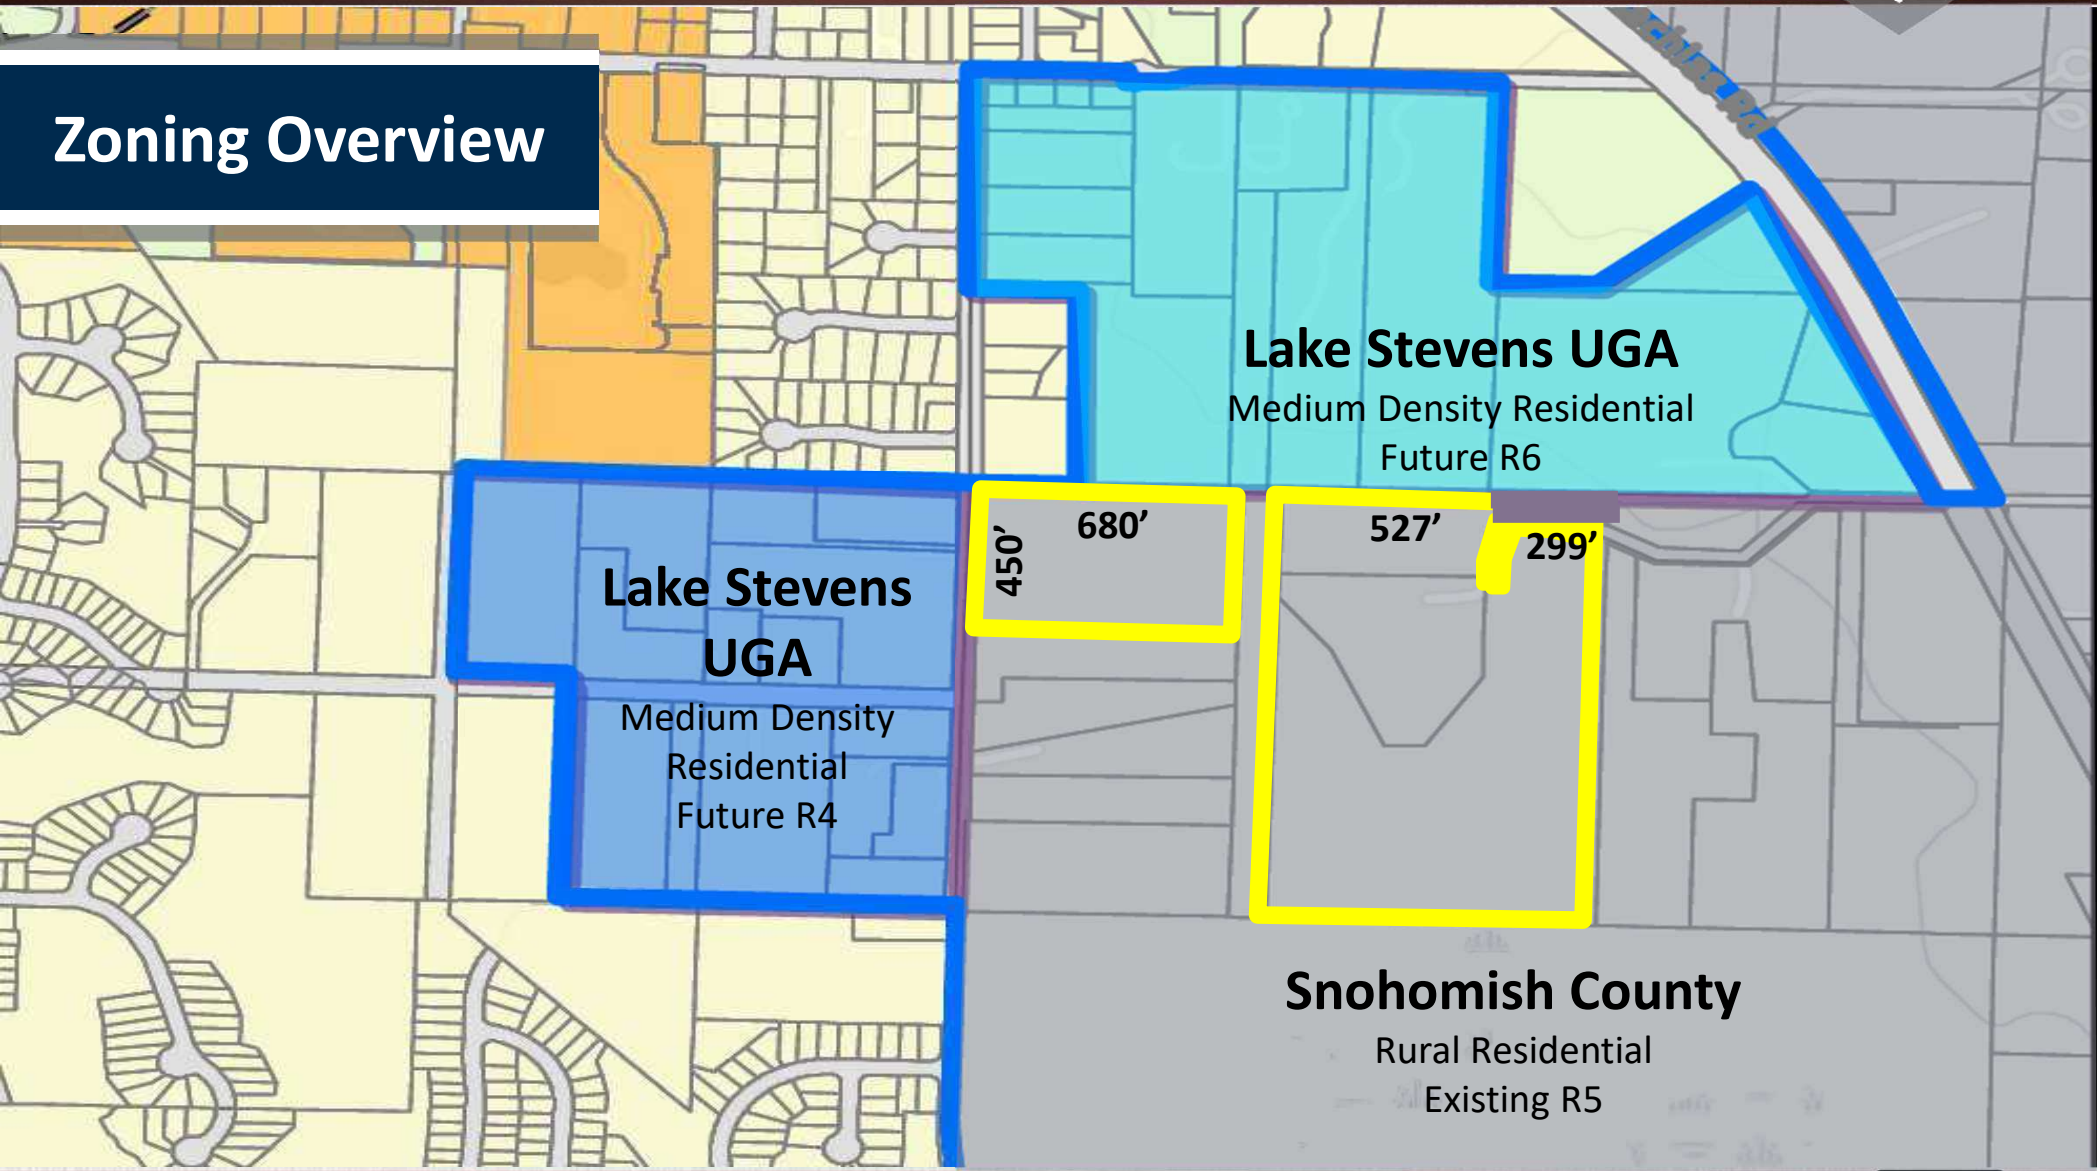 Zoning Overview
Lake Stevens UGA
Medium Density Residential
Future R6
450’
680’
527’
299’
Lake Stevens
UGA
Medium Density
Residential
Future R4
Snohomish County
Rural Residential
Existing R5